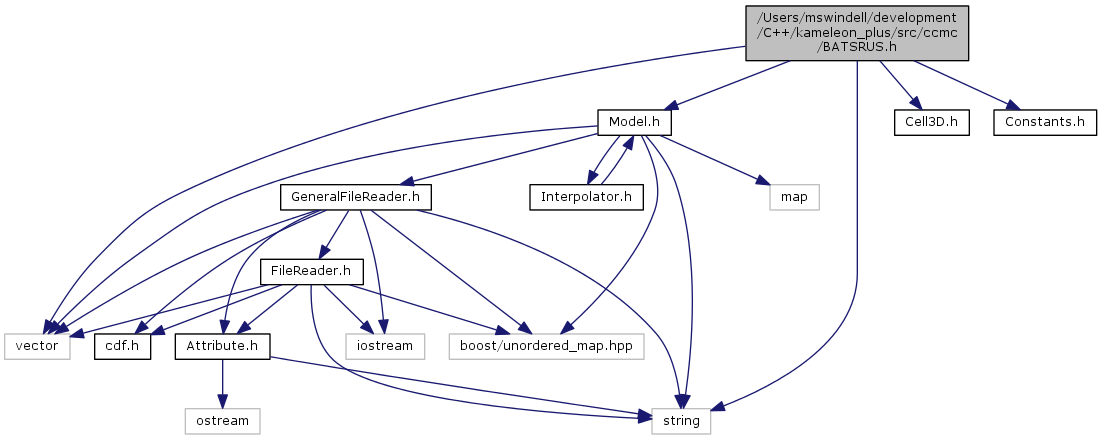 /Users/mswindell/development
/C++/kameleon_plus/src/ccmc
/BATSRUS.h
Model.h
Cell3D.h
Constants.h
GeneralFileReader.h
Interpolator.h
map
FileReader.h
vector
cdf.h
Attribute.h
iostream
boost/unordered_map.hpp
ostream
string